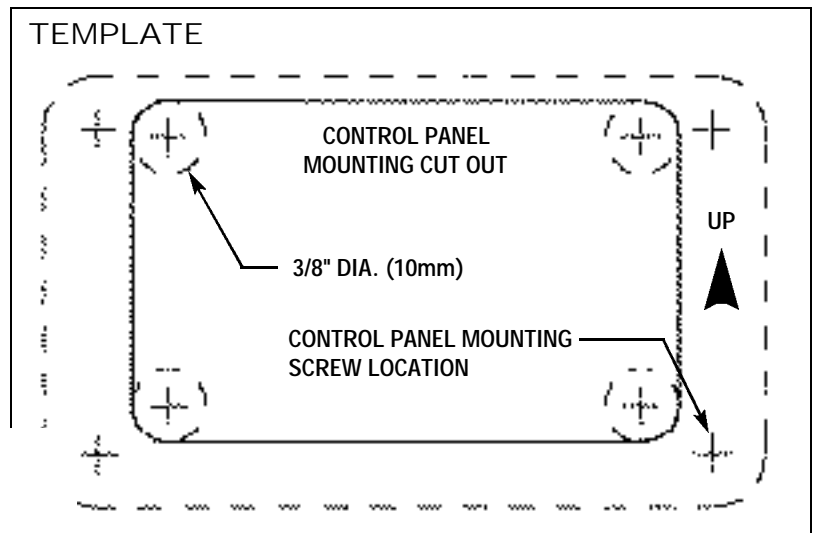 TEMPLATE
CONTROL PANEL
MOUNTING CUT OUT
UP
3/8" DIA. (10mm)
CONTROL PANEL MOUNTING
SCREW LOCATION